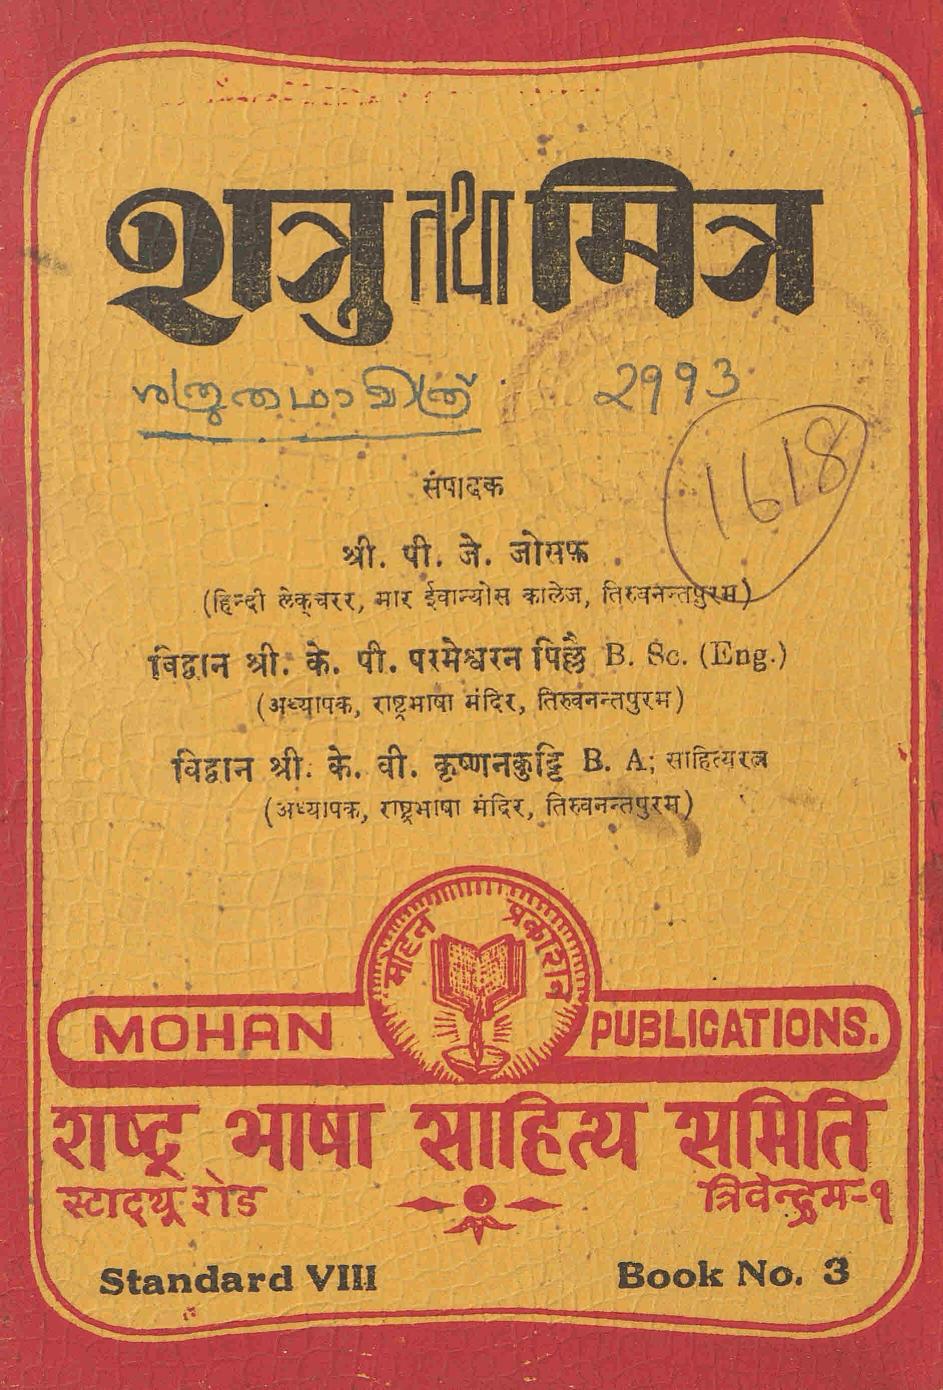 शत्रु तथा मित्र
ശത്രു തഥാ മിത്ര്
2993
1618
संपादक
श्री. पी. जे. जोसफ़
(हिन्दी लेक्चरर, मार ईवान्योस कालेज, तिरुवनन्तपुरम)
विद्वान श्री. के. पी. परमेश्वरन पिल्लै B. Sc. (Eng.)
(अध्यापक, राष्ट्रभाषा मंदिर, तिरुवनन्तपुरम)
विद्वान श्री. के. वी. कृष्णनकुट्टि B. A; साहित्यरत्न
(अध्यापक, राष्ट्रभाषा मंदिर, तिरुवनन्तपुरम)
मोहन प्रकाशन
MOHAN PUBLICATIONS.
राष्ट्र भाषा साहित्य समिति
स्टाट्यू रोड त्रिवेन्द्रम-१
Standard VIII Book No. 3